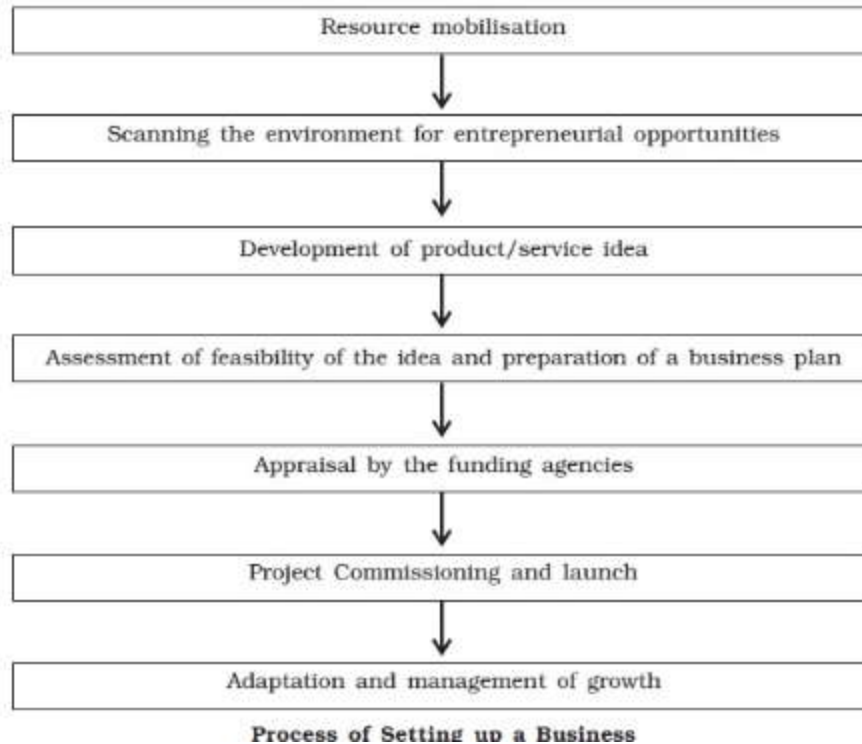 Resource mobilisation
Scanning the environment for entrepreneurial opportunities
Development of product/service idea
Assessment of feasibility of the idea and preparation of a business plan
Appraisal by the funding agencies
Project Commissioning and launch
Adaptation and management of growth
Process of Setting up a Business